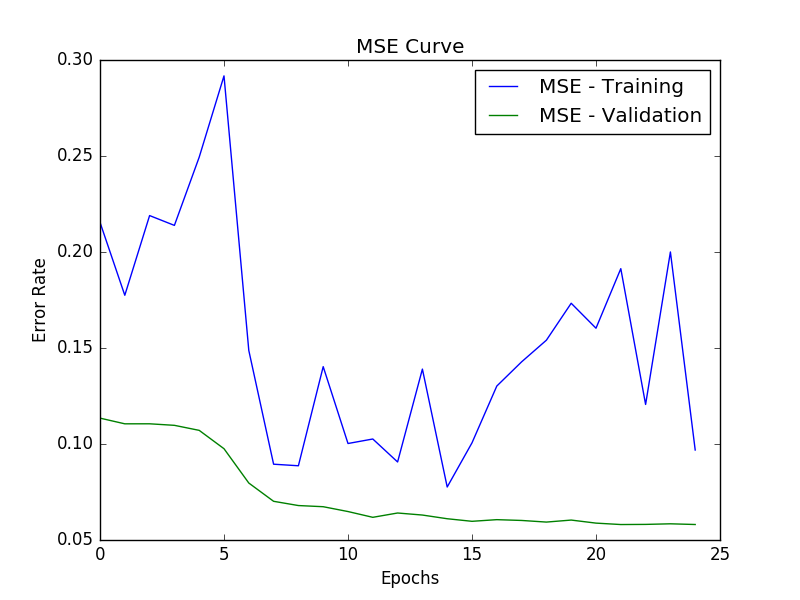 MSE Curve
MSE - Training
MSE - Validation
0.30
0.25
0.20
0.15
0.10
0.05
Error Rate
0 5 10 15 20 25
Epochs